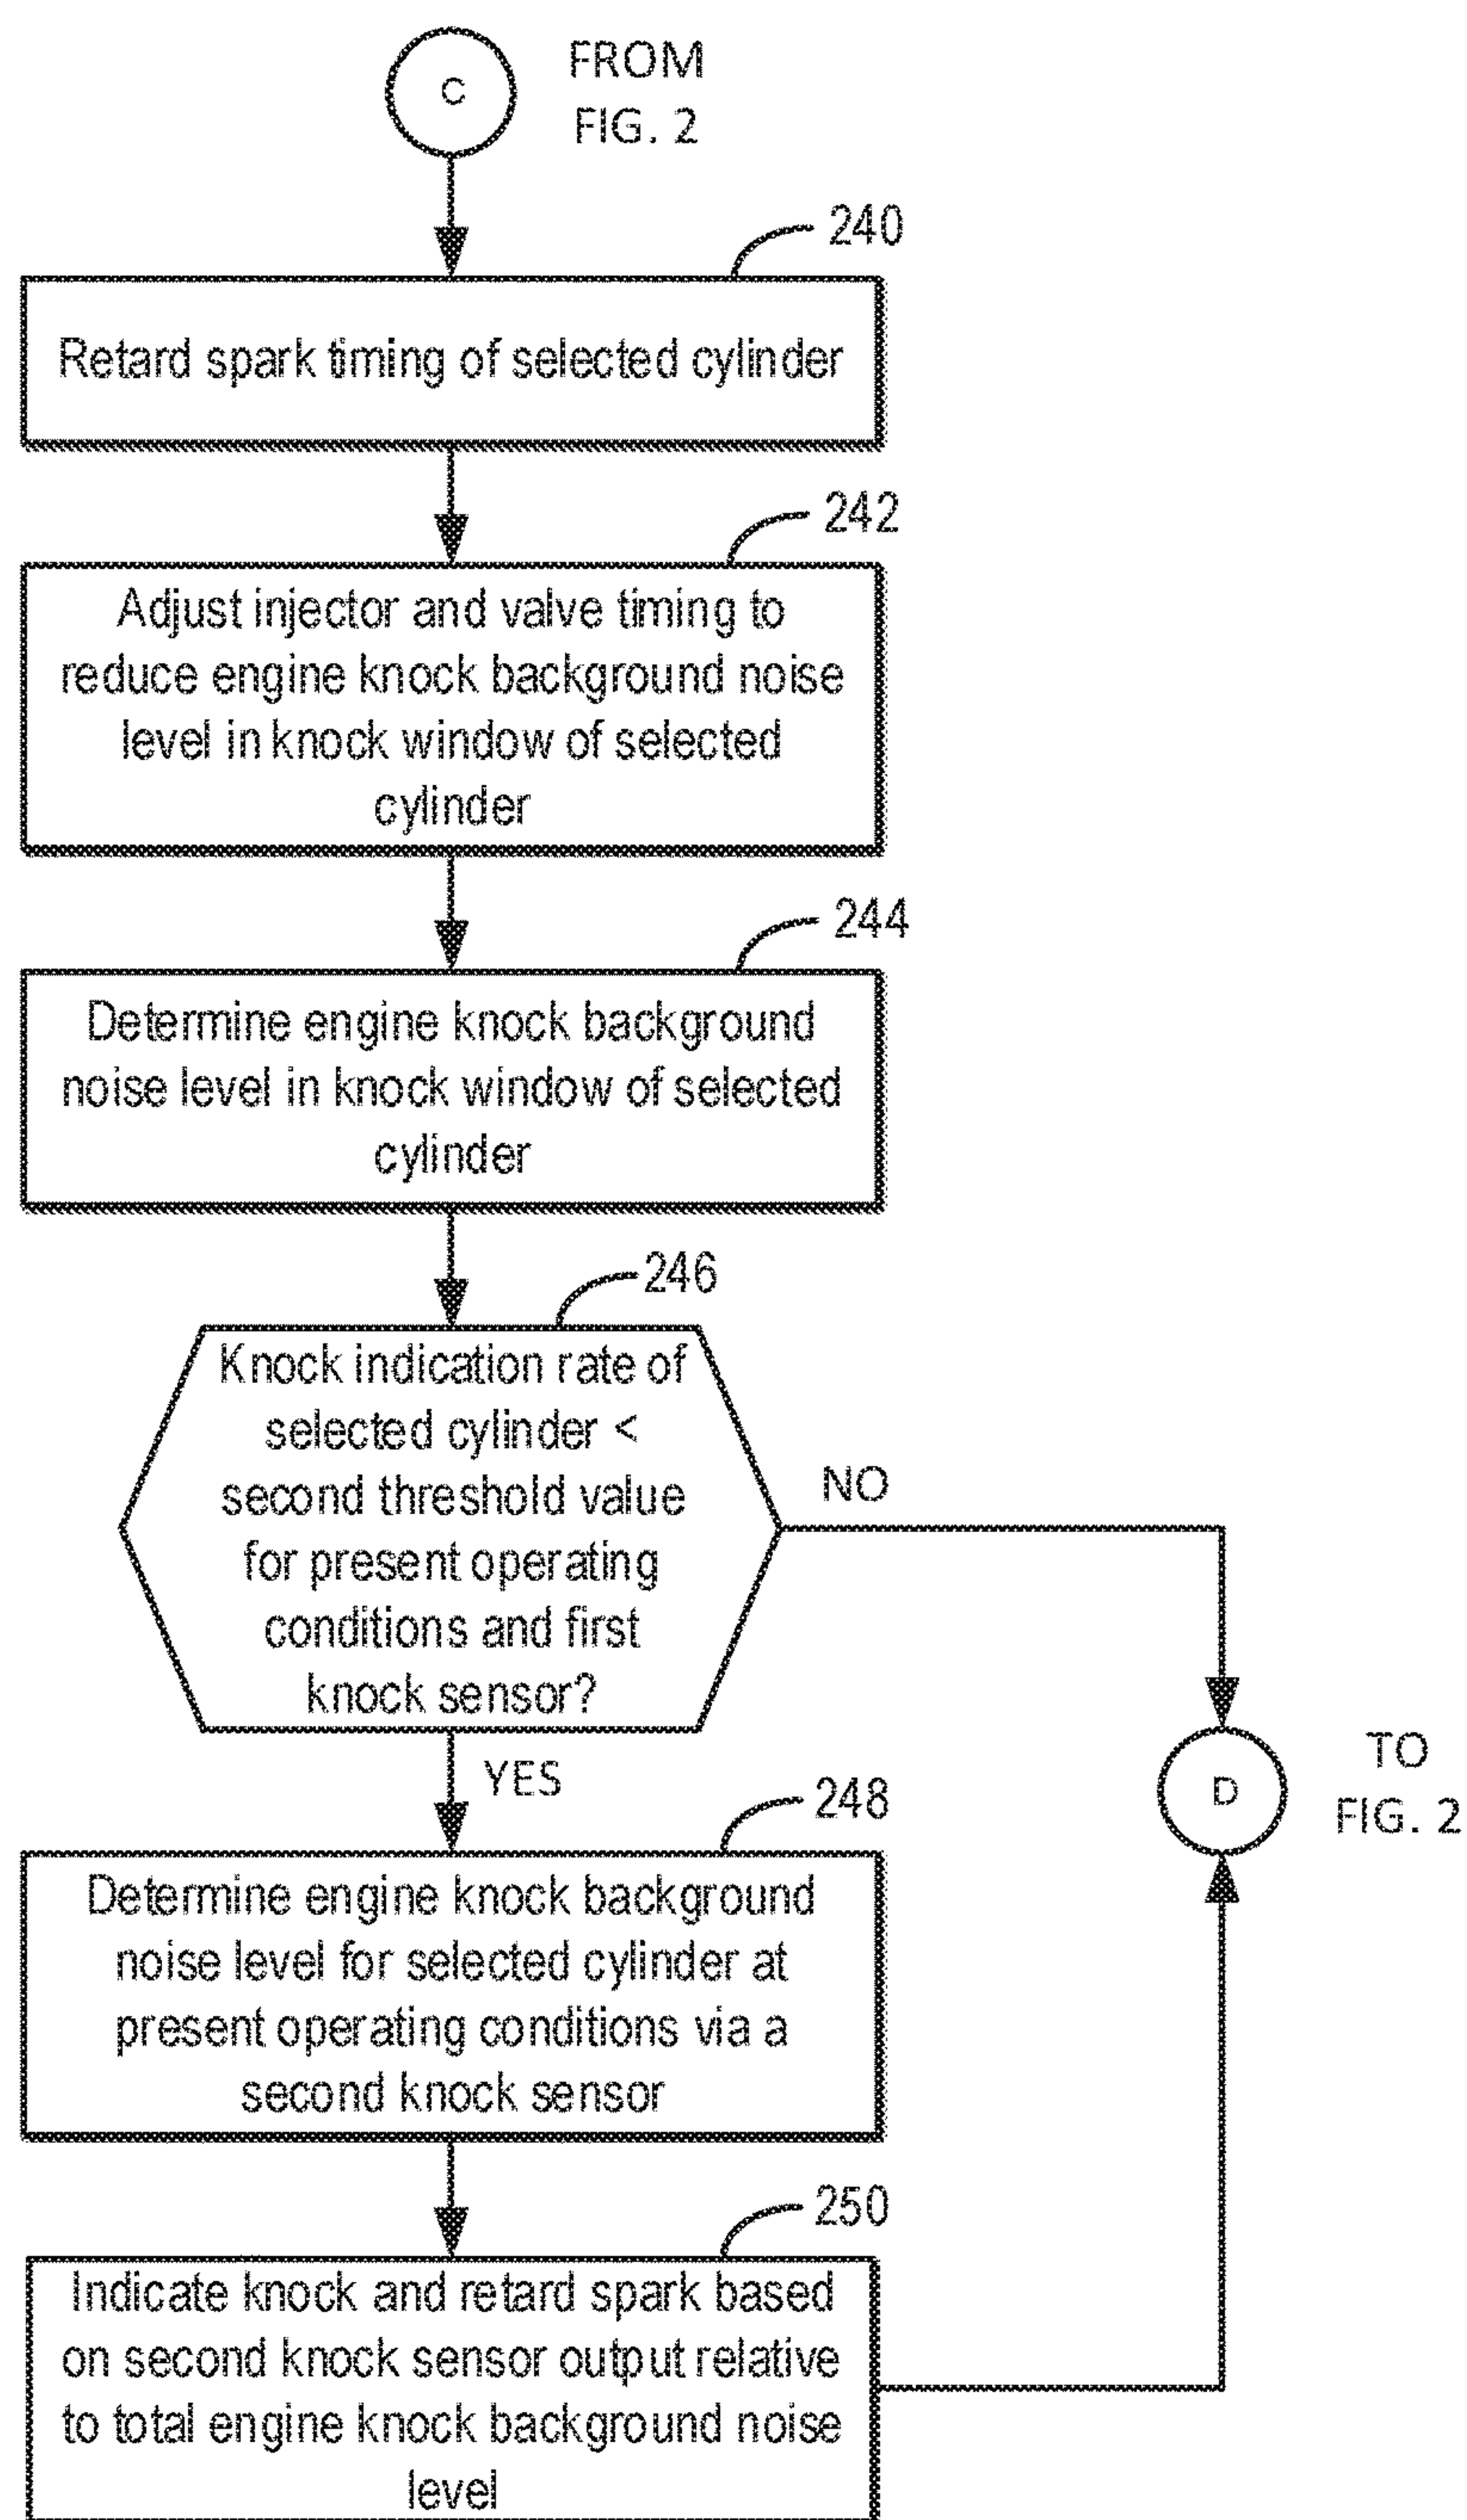 C
FROM
FIG. 2
240
Retard spark timing of selected cylinder
242
Adjust injector and valve timing to
reduce engine knock background noise
level in knock window of selected
cylinder
244
Determine engine knock background
noise level in knock window of selected
cylinder
246
Knock indication rate of
selected cylinder <
second threshold value
for present operating
conditions and first
knock sensor?
NO
YES
D
TO
FIG. 2
248
Determine engine knock background
noise level for selected cylinder at
present operating conditions via a
second knock sensor
250
Indicate knock and retard spark based
on second knock sensor output relative
to total engine knock background noise
level